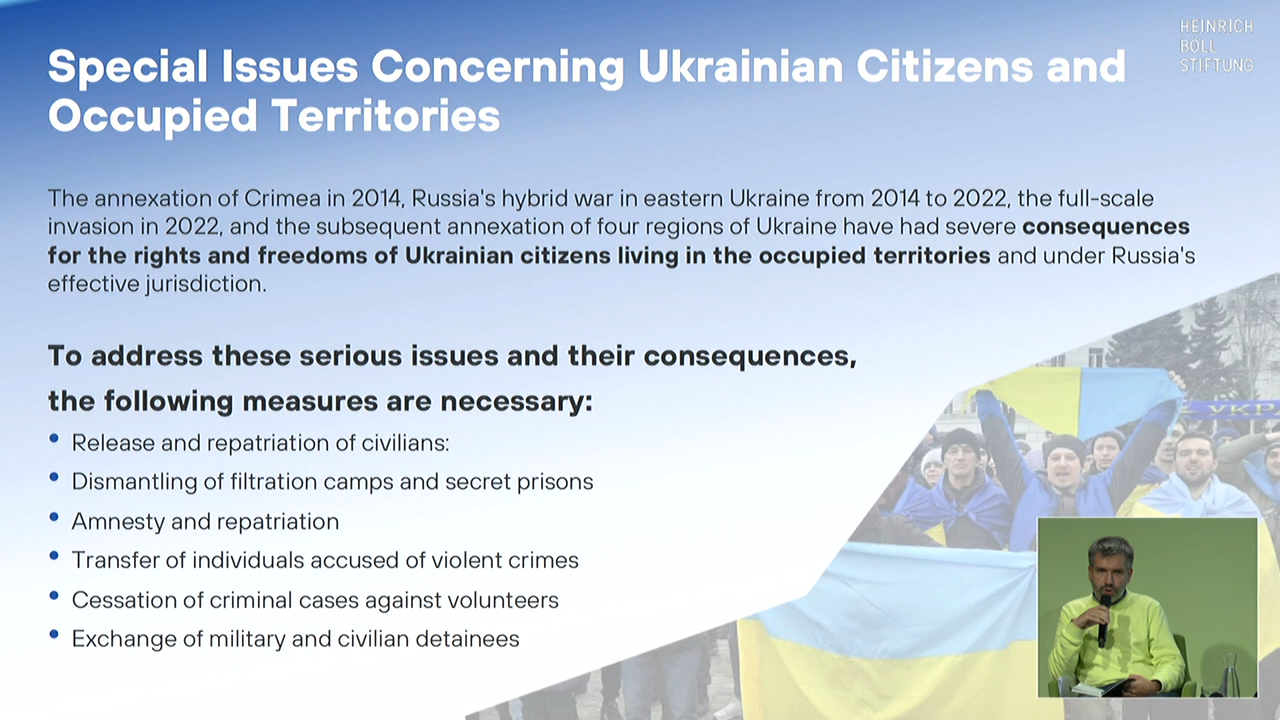 HEINRICH
BÖLL
STIFTUNG
Special Issues Concerning Ukrainian Citizens and
Occupied Territories
The annexation of Crimea in 2014, Russia's hybrid war in eastern Ukraine from 2014 to 2022, the full-scale
invasion in 2022, and the subsequent annexation of four regions of Ukraine have had severe consequences
for the rights and freedoms of Ukrainian citizens living in the occupied territories and under Russia's
effective jurisdiction.
To address these serious issues and their consequences,
the following measures are necessary:
• Release and repatriation of civilians:
• Dismantling of filtration camps and secret prisons
• Amnesty and repatriation
• Transfer of individuals accused of violent crimes
• Cessation of criminal cases against volunteers
• Exchange of military and civilian detainees
УКР